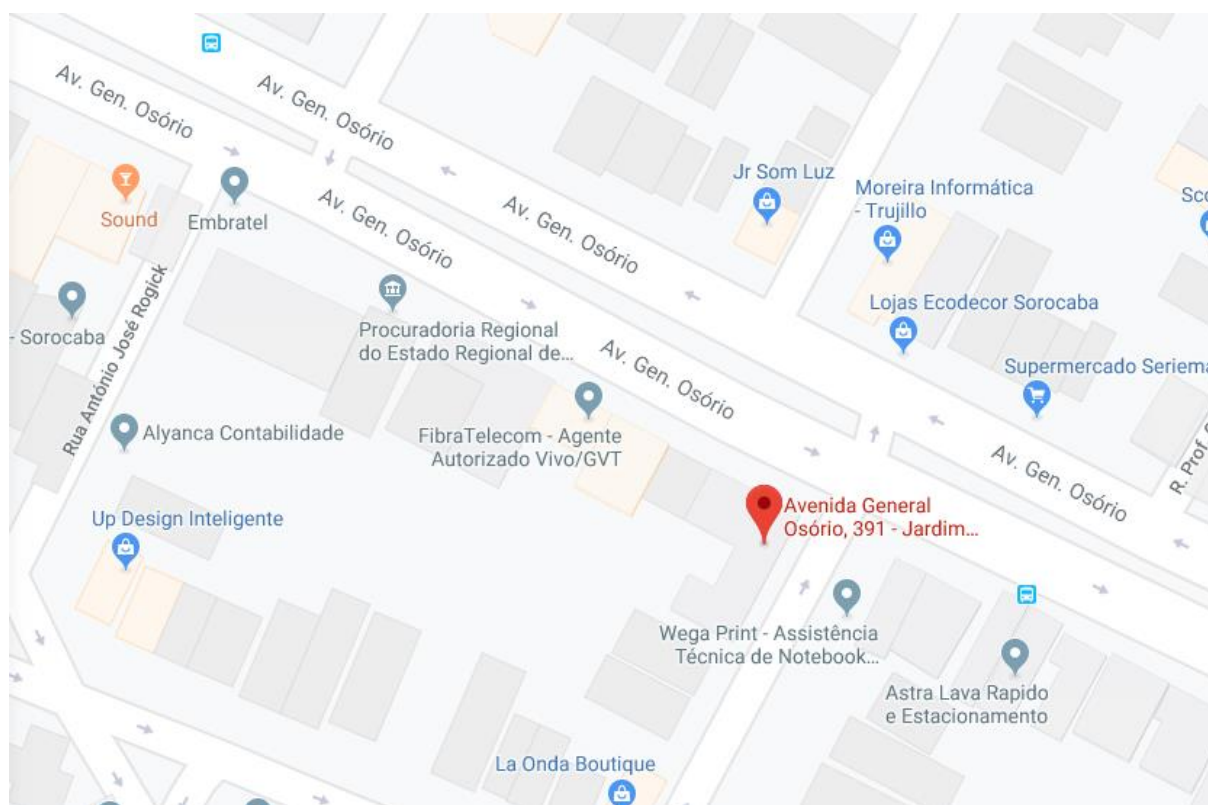 Av. Gen. Osório
Av. Gen. Osório
Sound
Embratel
Av. Gen. Osório
Av. Gen. Osório
Jr Som Luz
Moreira Informática
- Trujillo
Sco
- Sorocaba
Rua António José Rogick
Procuradoria Regional
do Estado Regional de...
Lojas Ecodecor Sorocaba
Av. Gen. Osório
Supermercado Seriema
Alyanca Contabilidade
FibraTelecom - Agente
Autorizado Vivo/GVT
Av. Gen. Osório
R. Prof.
Up Design Inteligente
Avenida General
Osório, 391 - Jardim...
Wega Print - Assistência
Técnica de Notebook...
Astra Lava Rapido
e Estacionamento
La Onda Boutique